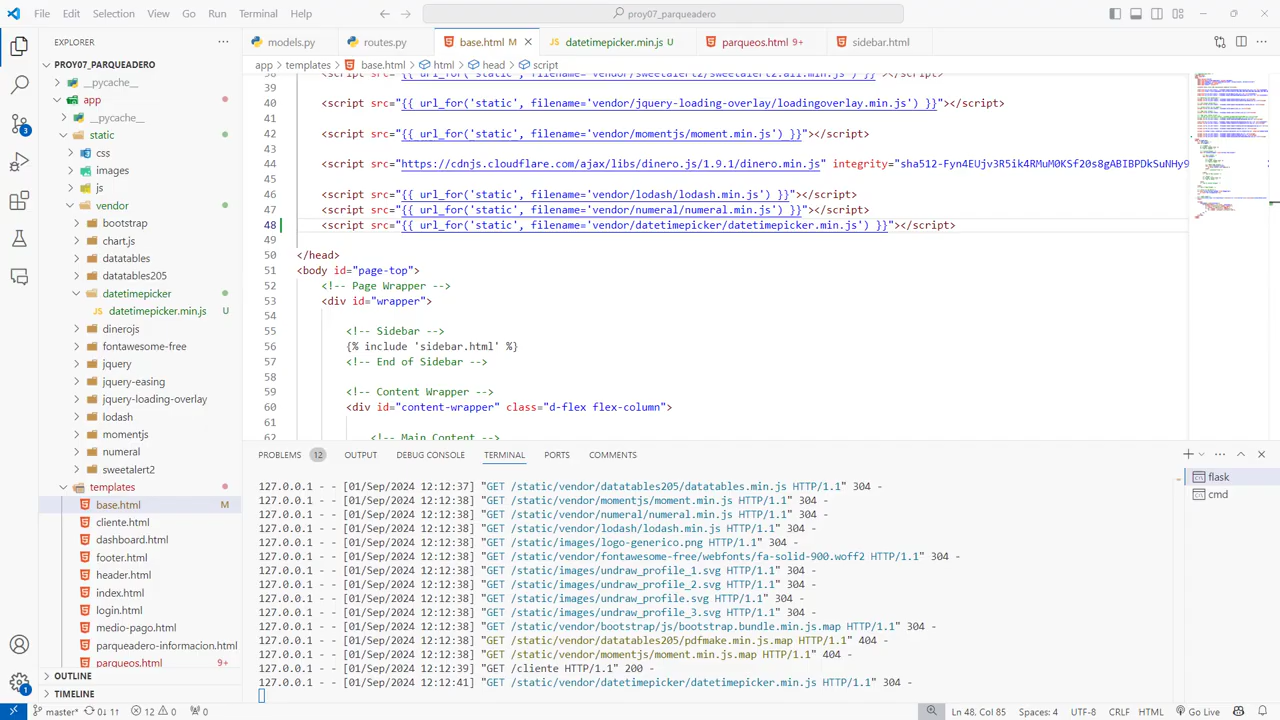 File Edit Selection View Go Run Terminal Help
proy07_parqueadero
EXPLORER
models.py
routes.py
base.html M
datetimepicker.min.js U
parqueos.html 9+
sidebar.html
app > templates > base.html > html > head > script
PROY07_PARQUEADERO
__pycache__
app
__pycache__
static
css
images
js
vendor
bootstrap
chart.js
datatables
datatables205
datetimepicker
datetimepicker.min.js U
dinerojs
fontawesome-free
jquery
jquery-easing
jquery-loading-overlay
lodash
momentjs
numeral
sweetalert2
templates
base.html M
cliente.html
dashboard.html
footer.html
header.html
index.html
login.html
medio-pago.html
parqueadero-informacion.html
parqueos.html 9+
OUTLINE
TIMELINE
38 <script src="{{ url_for('static', filename='vendor/sweetalert2/sweetalert2.all.min.js') }}"></script>
39
40 <script src="{{ url_for('static', filename='vendor/jquery-loading-overlay/loadingoverlay.min.js') }}"></script>
41
42 <script src="{{ url_for('static', filename='vendor/momentjs/moment.min.js') }}"></script>
43
44 <script src="https://cdnjs.cloudflare.com/ajax/libs/dinero.js/1.9.1/dinero.min.js" integrity="sha512-
45
46 <script src="{{ url_for('static', filename='vendor/lodash/lodash.min.js') }}"></script>
47 <script src="{{ url_for('static', filename='vendor/numeral/numeral.min.js') }}"></script>
48 <script src="{{ url_for('static', filename='vendor/datetimepicker/datetimepicker.min.js') }}"></script>
49
50 </head>
51 <body id="page-top">
52 <!-- Page Wrapper -->
53 <div id="wrapper">
54
55 <!-- Sidebar -->
56 {% include 'sidebar.html' %}
57 <!-- End of Sidebar -->
58
59 <!-- Content Wrapper -->
60 <div id="content-wrapper" class="d-flex flex-column">
61
62 <!-- Main Content -->
PROBLEMS 12 OUTPUT DEBUG CONSOLE TERMINAL PORTS COMMENTS
127.0.0.1 - - [01/Sep/2024 12:12:37] "GET /static/vendor/datatables205/datatables.min.js HTTP/1.1" 304 -
127.0.0.1 - - [01/Sep/2024 12:12:38] "GET /static/vendor/momentjs/moment.min.js HTTP/1.1" 304 -
127.0.0.1 - - [01/Sep/2024 12:12:38] "GET /static/vendor/numeral/numeral.min.js HTTP/1.1" 304 -
127.0.0.1 - - [01/Sep/2024 12:12:38] "GET /static/vendor/lodash/lodash.min.js HTTP/1.1" 304 -
127.0.0.1 - - [01/Sep/2024 12:12:38] "GET /static/images/logo-generico.png HTTP/1.1" 304 -
127.0.0.1 - - [01/Sep/2024 12:12:38] "GET /static/vendor/fontawesome-free/webfonts/fa-solid-900.woff2 HTTP/1.1" 304 -
127.0.0.1 - - [01/Sep/2024 12:12:38] "GET /static/images/undraw_profile_1.svg HTTP/1.1" 304 -
127.0.0.1 - - [01/Sep/2024 12:12:38] "GET /static/images/undraw_profile_2.svg HTTP/1.1" 304 -
127.0.0.1 - - [01/Sep/2024 12:12:38] "GET /static/images/undraw_profile.svg HTTP/1.1" 304 -
127.0.0.1 - - [01/Sep/2024 12:12:38] "GET /static/images/undraw_profile_3.svg HTTP/1.1" 304 -
127.0.0.1 - - [01/Sep/2024 12:12:38] "GET /static/vendor/bootstrap/js/bootstrap.bundle.min.js.map HTTP/1.1" 304 -
127.0.0.1 - - [01/Sep/2024 12:12:38] "GET /static/vendor/datatables205/pdfmake.min.js.map HTTP/1.1" 404 -
127.0.0.1 - - [01/Sep/2024 12:12:38] "GET /static/vendor/momentjs/moment.min.js.map HTTP/1.1" 404 -
127.0.0.1 - - [01/Sep/2024 12:12:39] "GET /cliente HTTP/1.1" 200 -
127.0.0.1 - - [01/Sep/2024 12:12:41] "GET /static/vendor/datetimepicker/datetimepicker.min.js HTTP/1.1" 304 -
flask
cmd
3
1
master* 0↓ 1↑ 12 0 0
Ln 48, Col 85 Spaces: 4 UTF-8 CRLF HTML Go Live